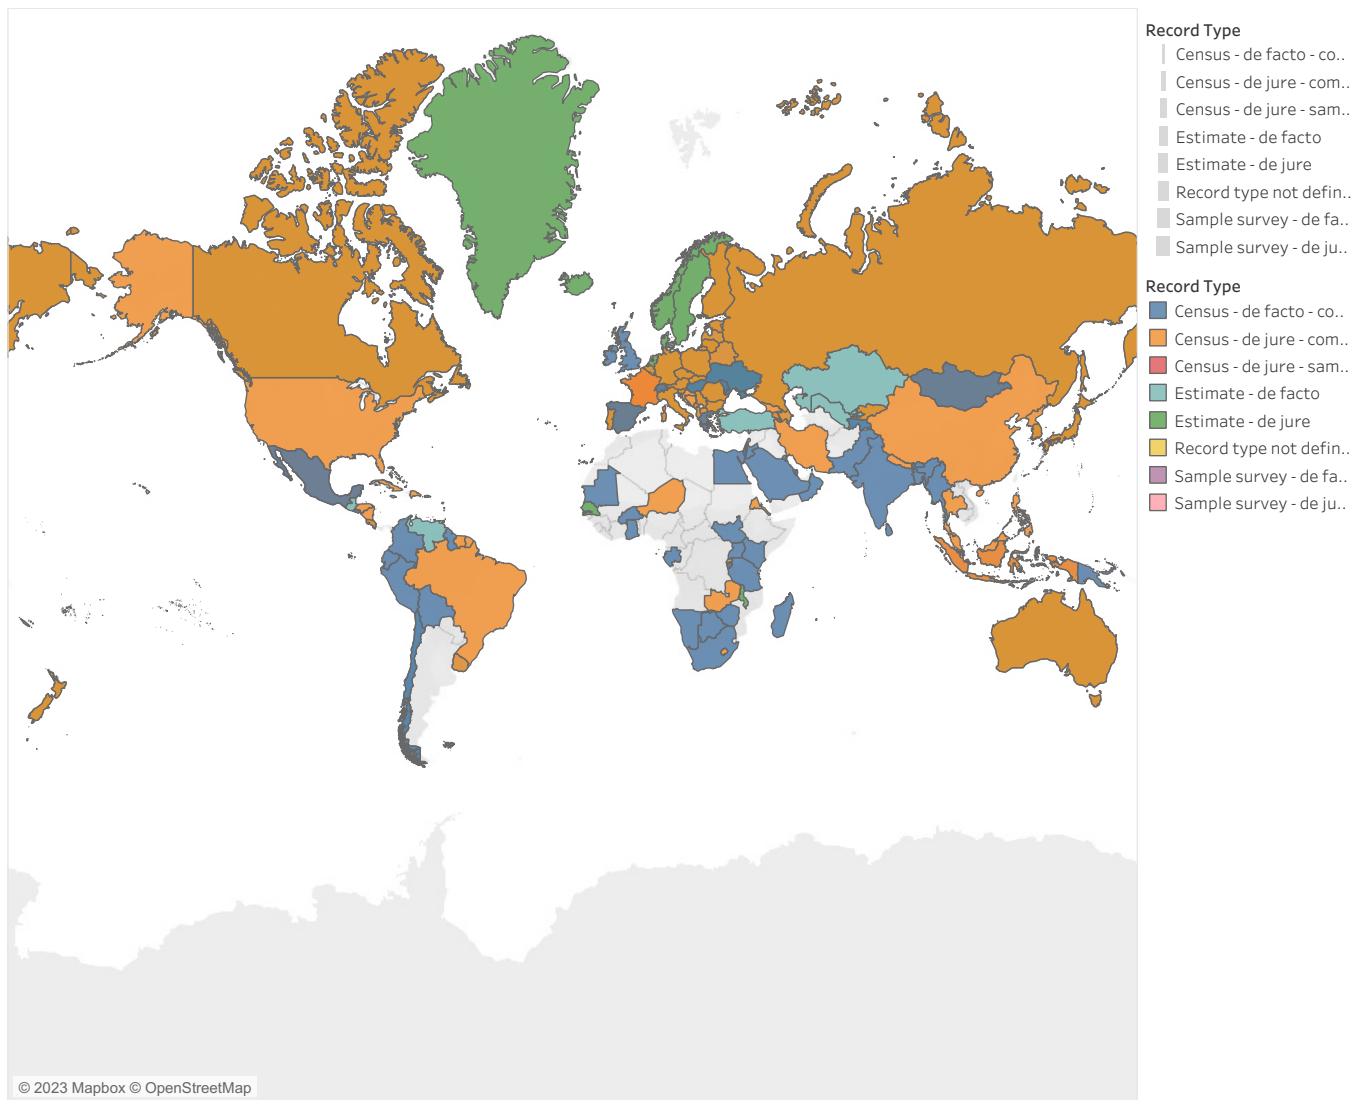 Record Type
Census - de facto - co..
Census - de jure - com..
Census - de jure - sam..
Estimate - de facto
Estimate - de jure
Record type not defin..
Sample survey - de fa..
Sample survey - de ju..
Record Type
Census - de facto - co..
Census - de jure - com..
Census - de jure - sam..
Estimate - de facto
Estimate - de jure
Record type not defin..
Sample survey - de fa..
Sample survey - de ju..
© 2023 Mapbox © OpenStreetMap